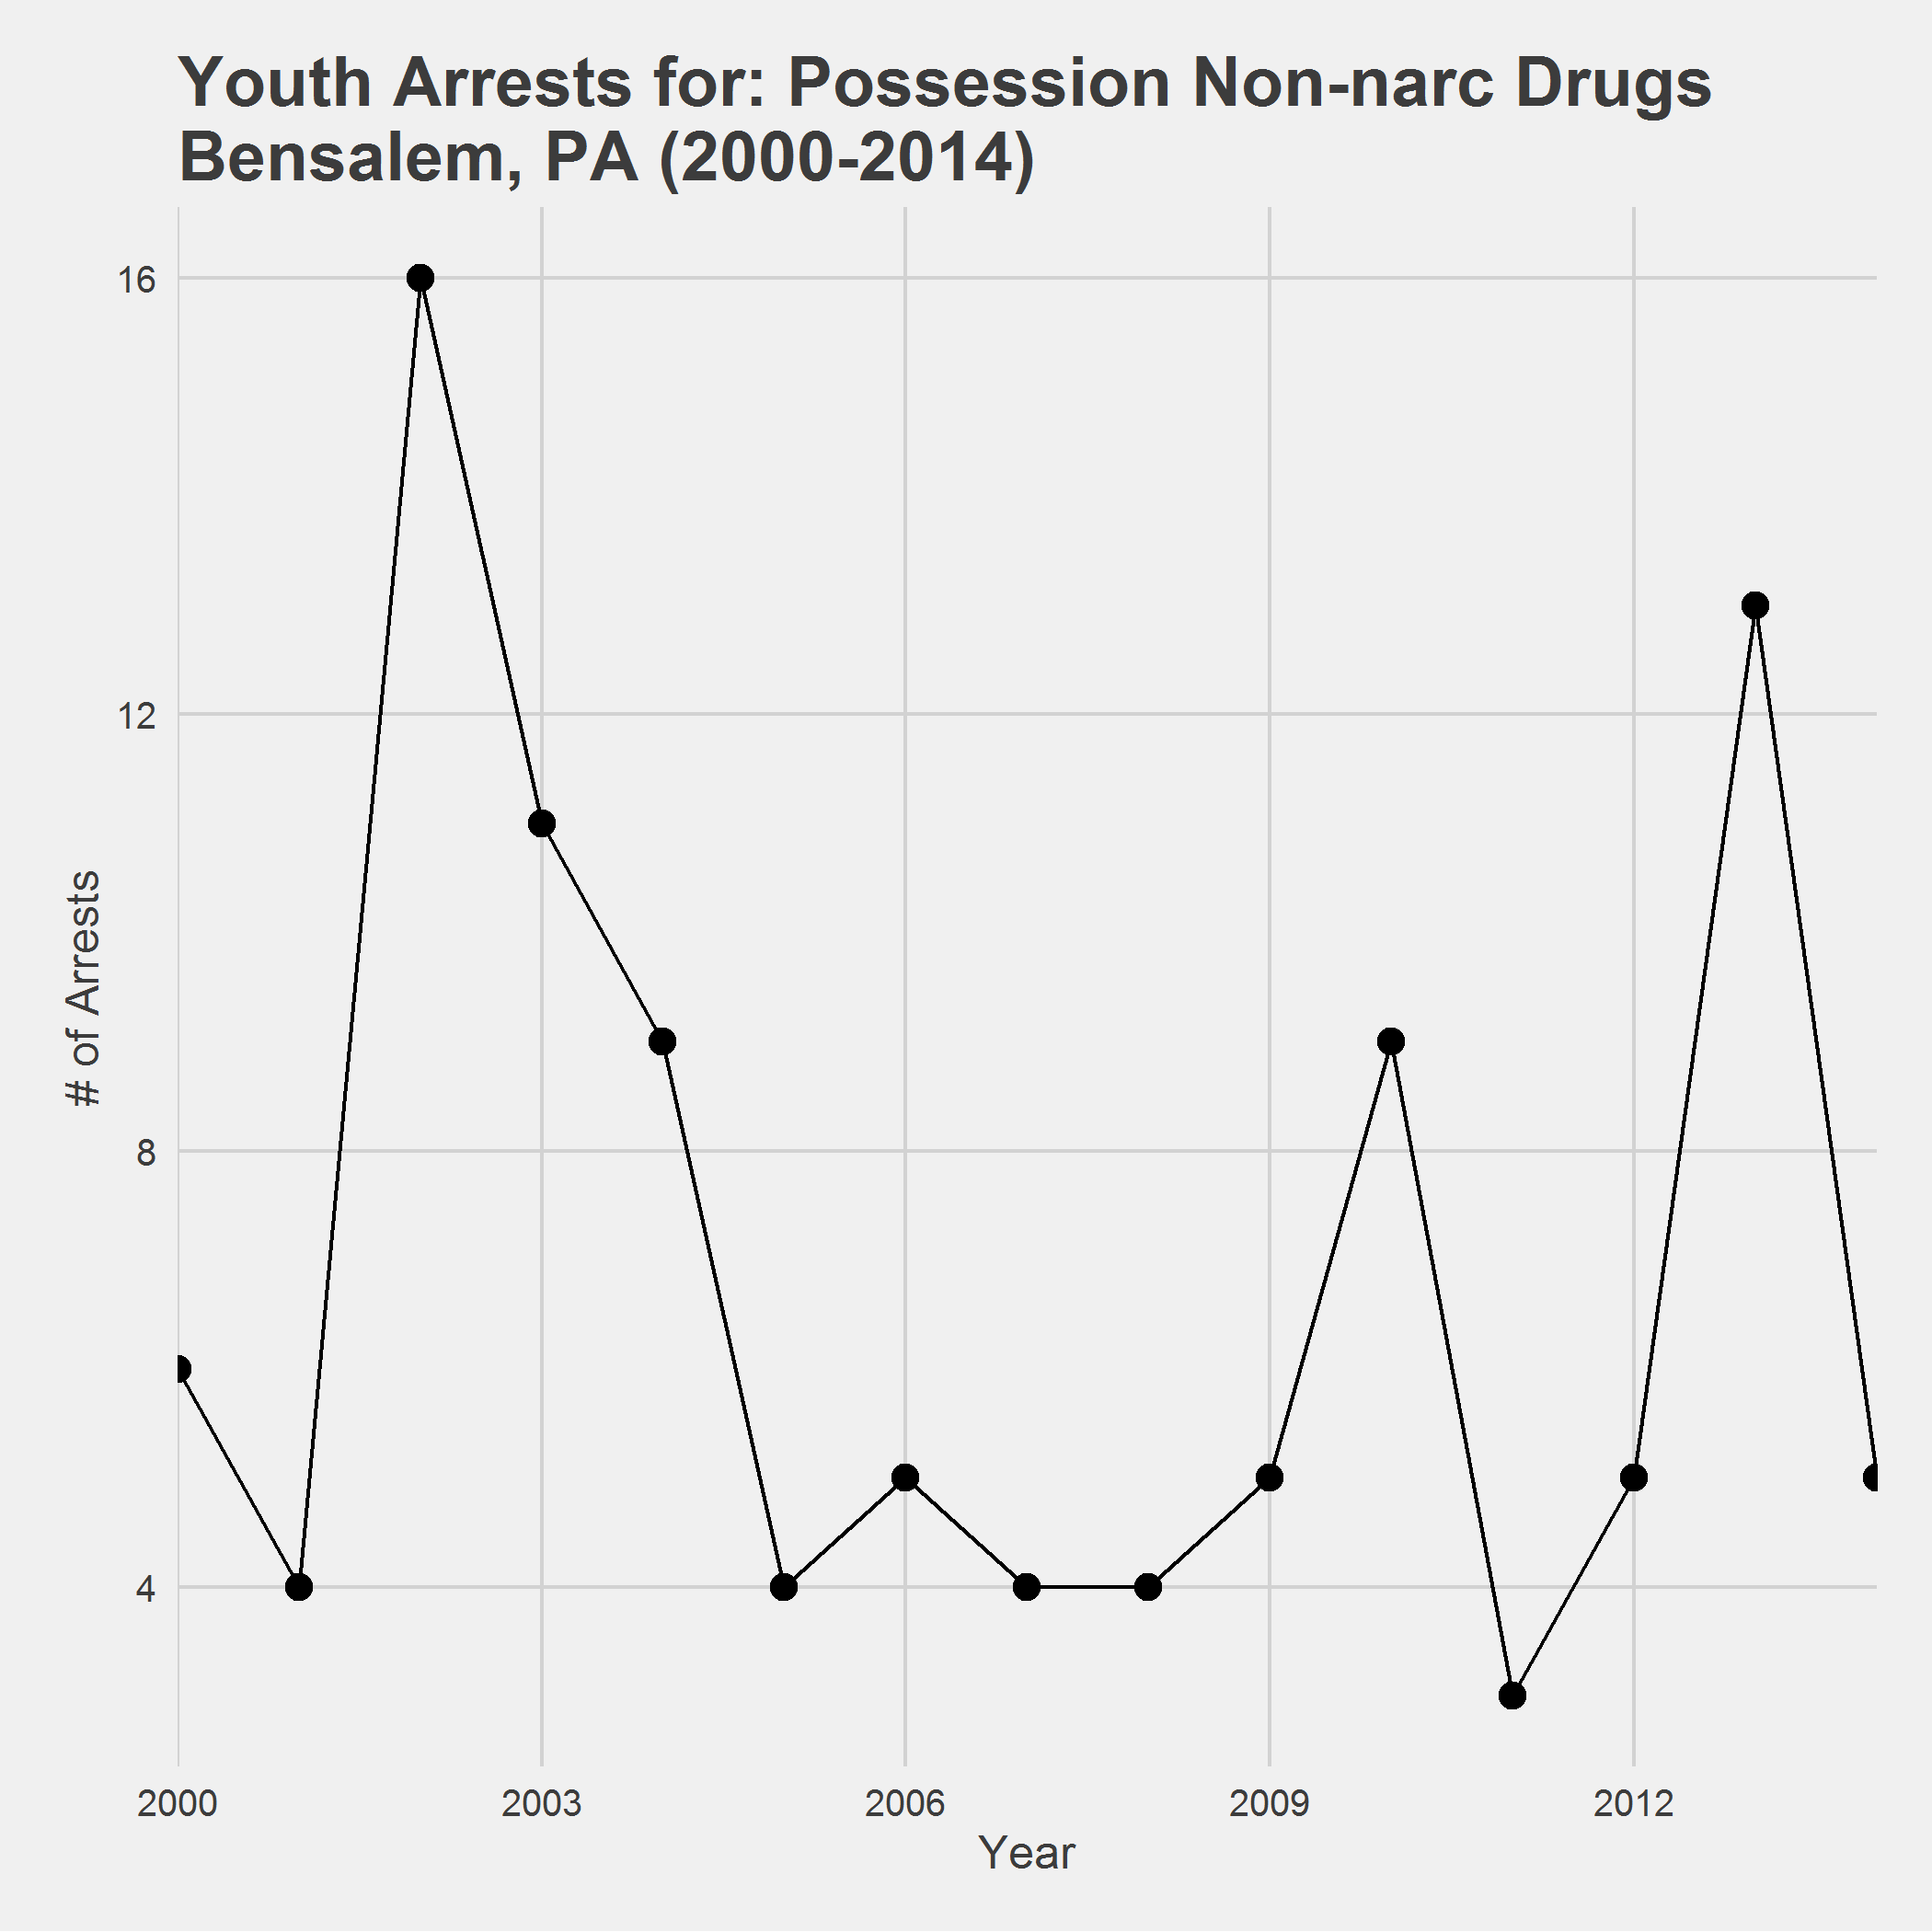 Youth Arrests for: Possession Non-narc Drugs
Bensalem, PA (2000-2014)
16
12
8
4
# of Arrests
2000 2003 2006 2009 2012
Year